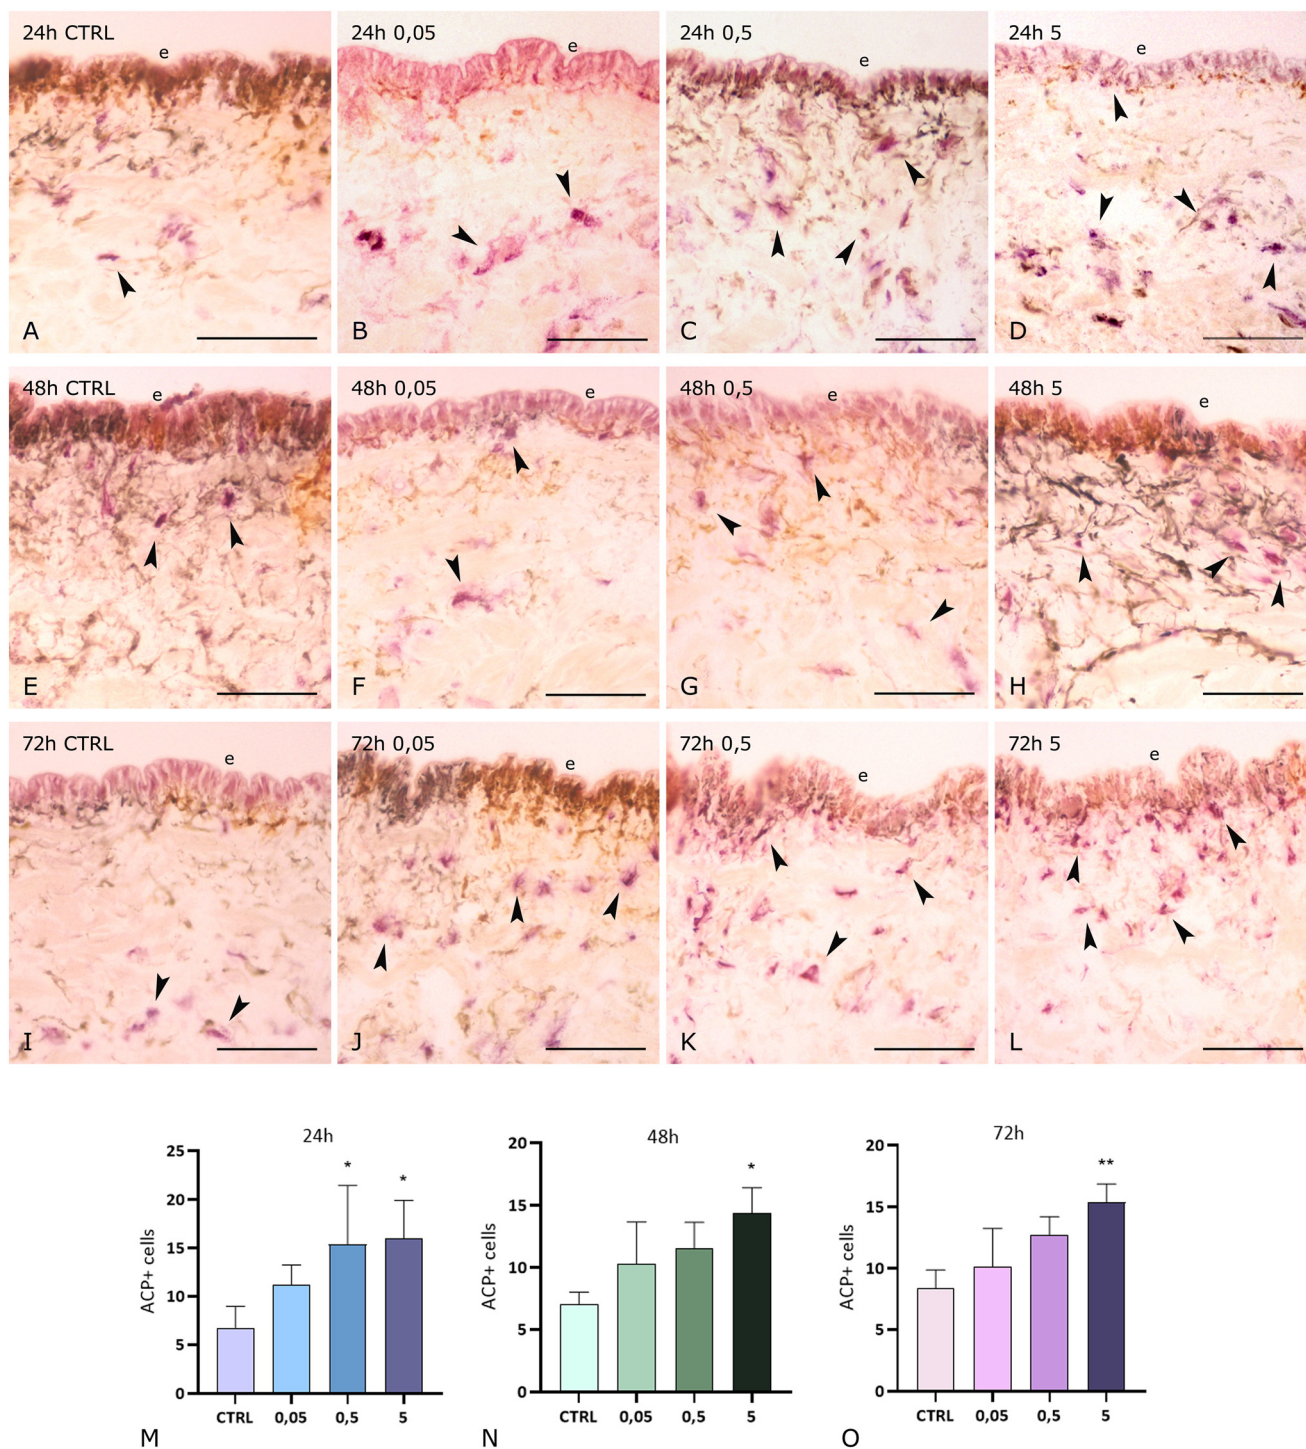 24h CTRL
e
A
24h 0,05
e
B
24h 0,5
e
C
24h 5
e
D
48h CTRL
e
E
48h 0,05
e
F
48h 0,5
e
G
48h 5
e
H
72h CTRL
e
I
72h 0,05
e
J
72h 0,5
e
K
72h 5
e
L
24h
ACP+ cells
25
20
15
10
5
0
* *
CTRL 0,05 0,5 5
M
48h
ACP+ cells
20
15
10
5
0
*
CTRL 0,05 0,5 5
N
72h
ACP+ cells
20
15
10
5
0
**
CTRL 0,05 0,5 5
O